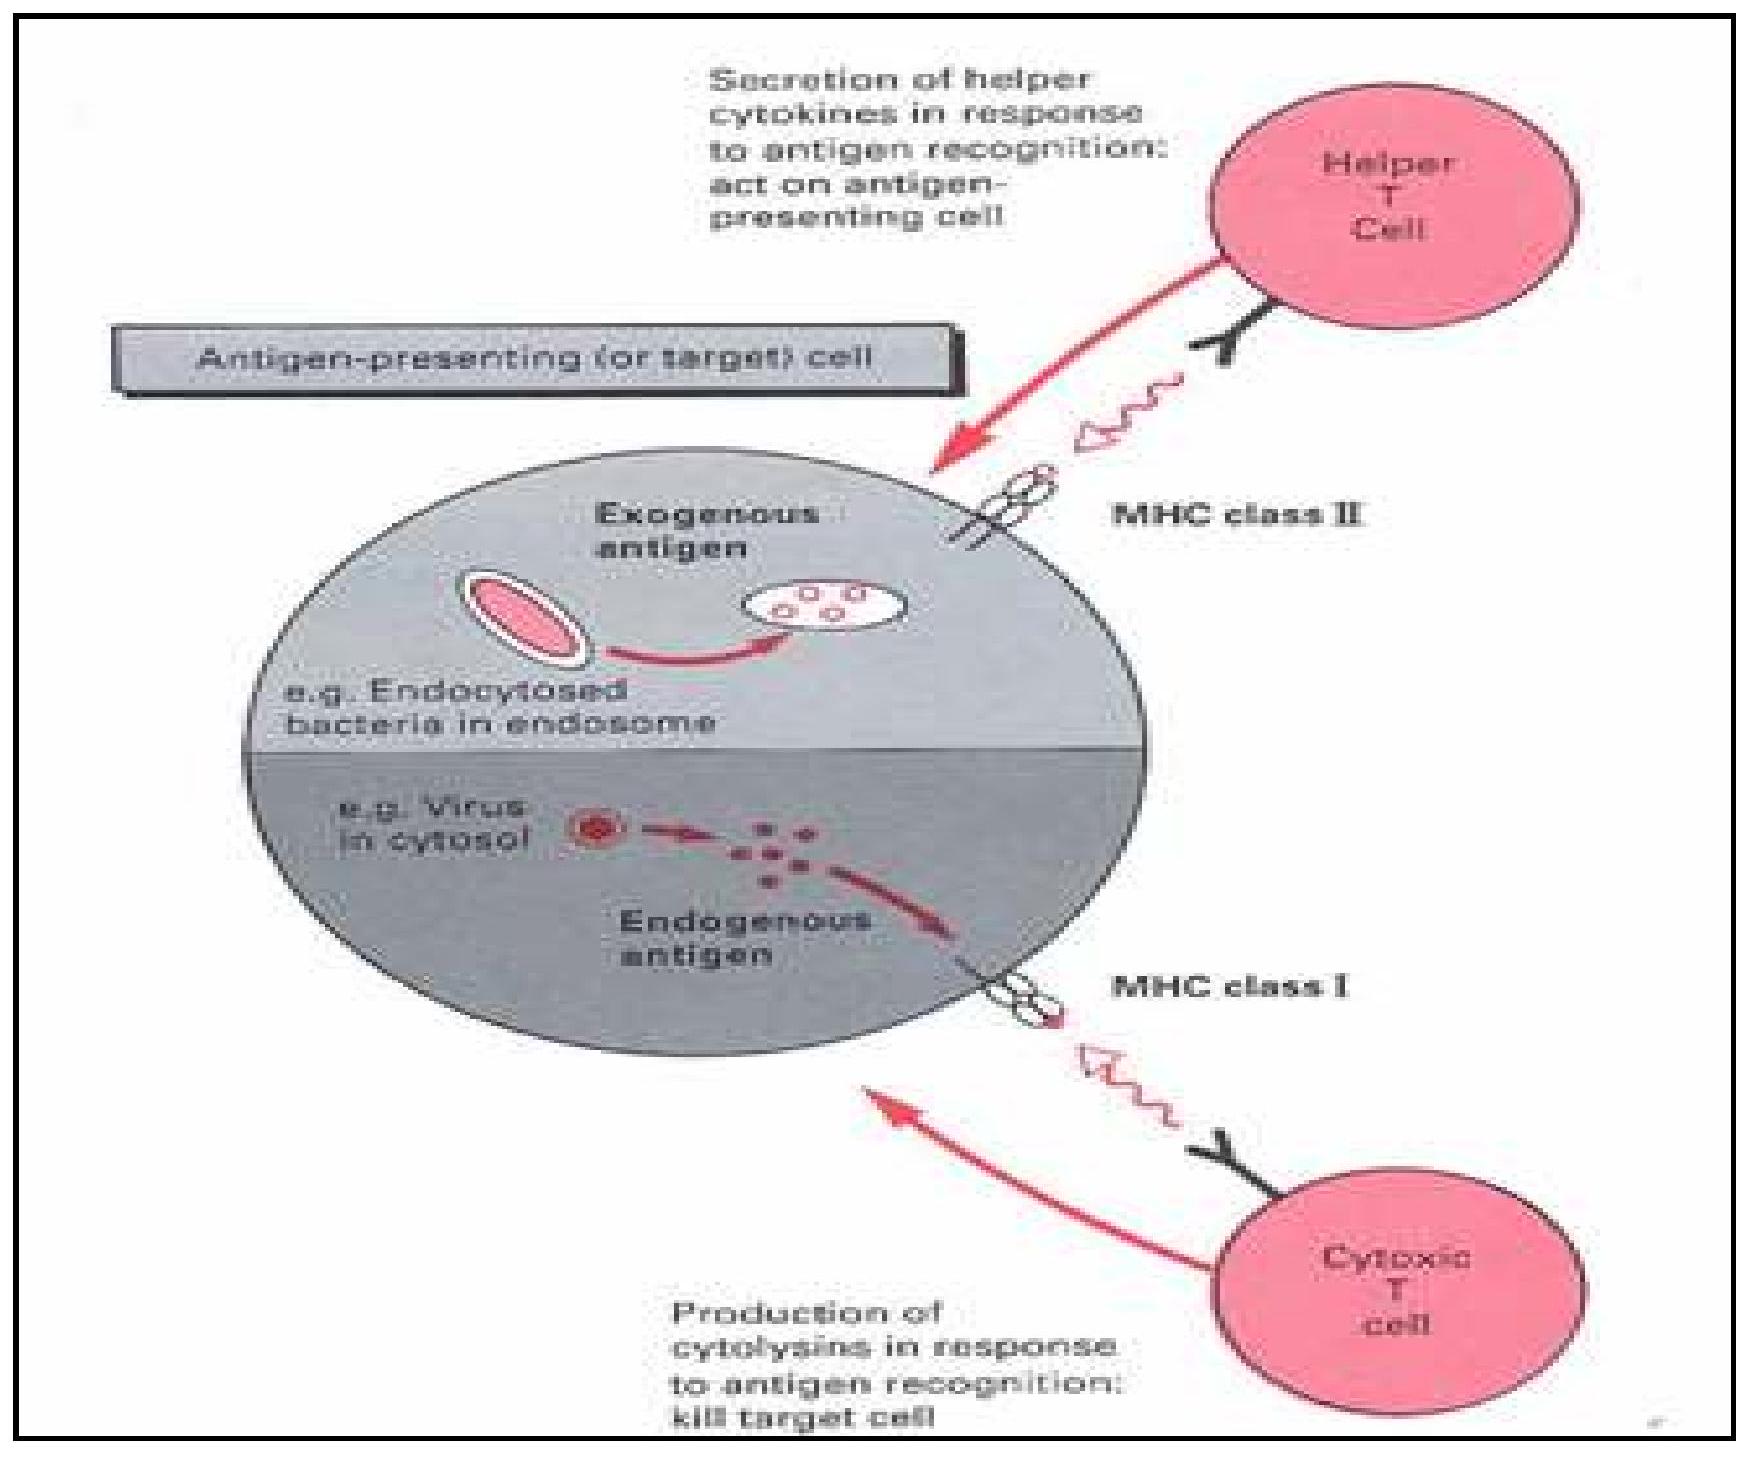 Secretion of helper
cytokines in response
to antigen recognition:
act on antigen-
presenting cell
Helper
T
Cell
Antigen-presenting (or target) cell
Exogenous
antigen
MHC class II
e.g. Endocytosed
bacteria in endosome
e.g. Virus
in cytosol
Endogenous
antigen
MHC class I
Cytoxic
T
cell
Production of
cytolysins in response
to antigen recognition:
kill target cell